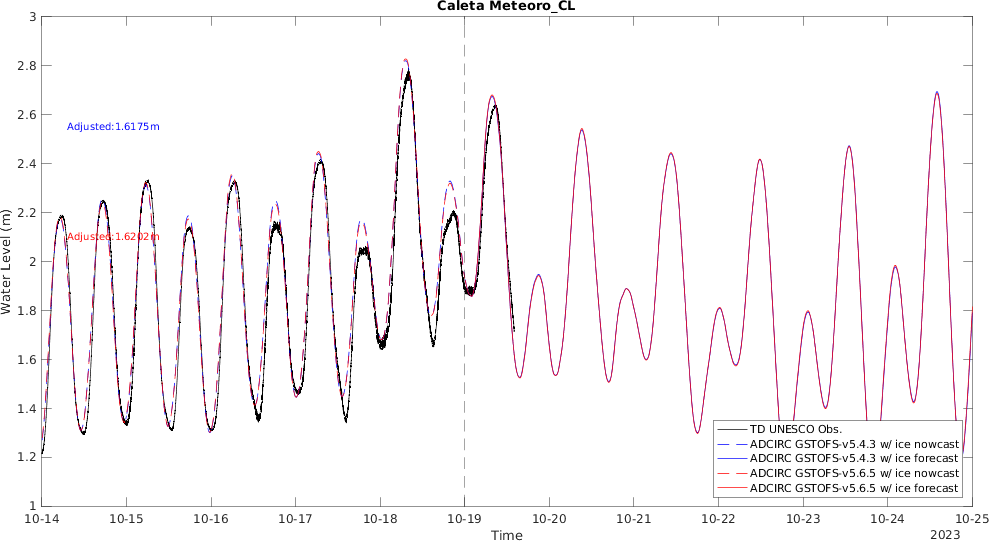 Caleta Meteoro_CL
3
2.8
2.6
2.4
2.2
2
1.8
1.6
1.4
1.2
1
Water Level (m)
Adjusted:1.6175m
Adjusted:1.6202m
TD UNESCO Obs.
ADCIRC GSTOFS-v5.4.3 w/ ice nowcast
ADCIRC GSTOFS-v5.4.3 w/ ice forecast
ADCIRC GSTOFS-v5.6.5 w/ ice nowcast
ADCIRC GSTOFS-v5.6.5 w/ ice forecast
10-14 10-15 10-16 10-17 10-18 10-19 10-20 10-21 10-22 10-23 10-24 10-25
Time
2023